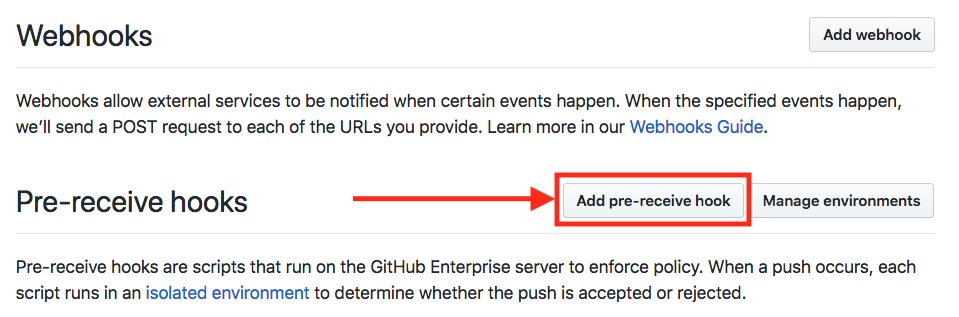 Webhooks
Add webhook
Webhooks allow external services to be notified when certain events happen. When the specified events happen,
we’ll send a POST request to each of the URLs you provide. Learn more in our Webhooks Guide.
Pre-receive hooks
Add pre-receive hook
Manage environments
Pre-receive hooks are scripts that run on the GitHub Enterprise server to enforce policy. When a push occurs, each
script runs in an isolated environment to determine whether the push is accepted or rejected.